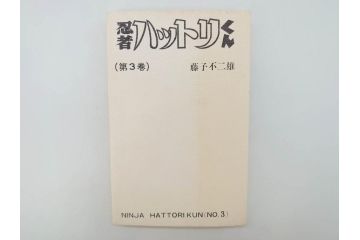 忍者ハットリくん
(第3巻) 藤子不二雄
NINJA HATTORI KUN(NO.3)